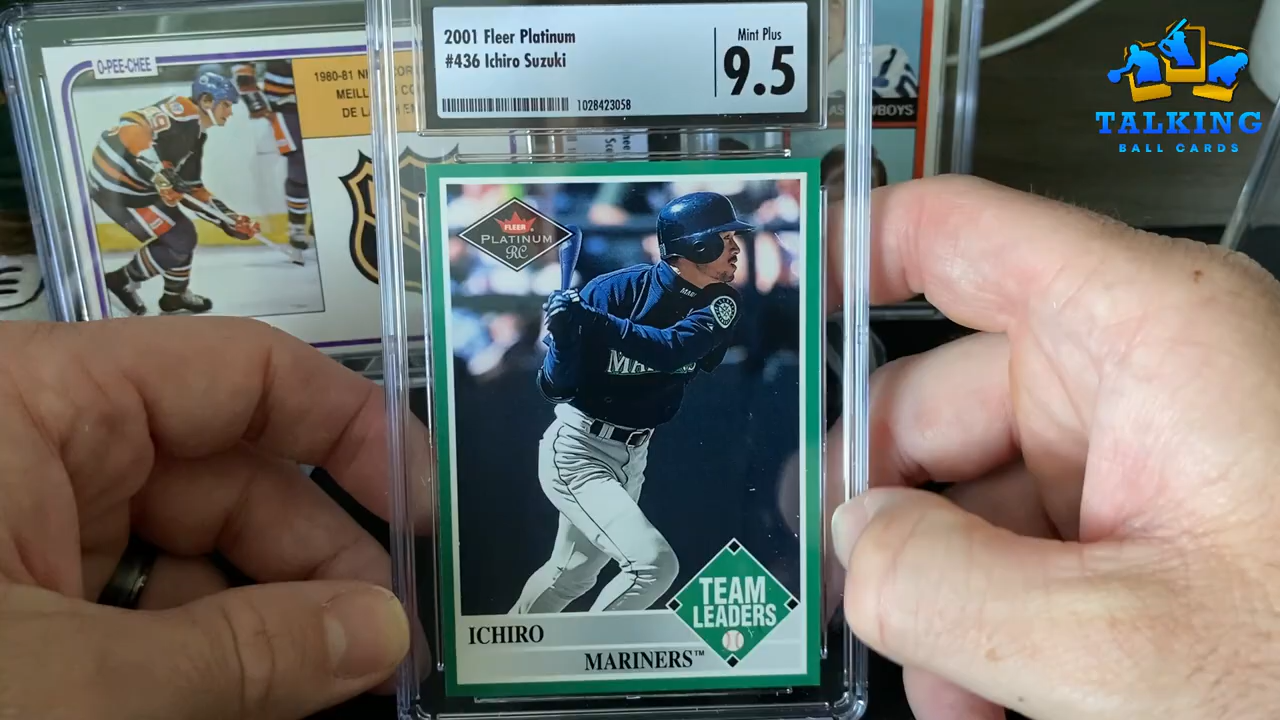 2001 Fleer Platinum
#436 Ichiro Suzuki
Mint Plus
9.5
1028423058
TALKING
BALL CARDS
O-PEE-CHEE
1980-81
MEILL
DE LA
FLEER
PLATINUM
RC
TEAM
LEADERS
ICHIRO
MARINERS™